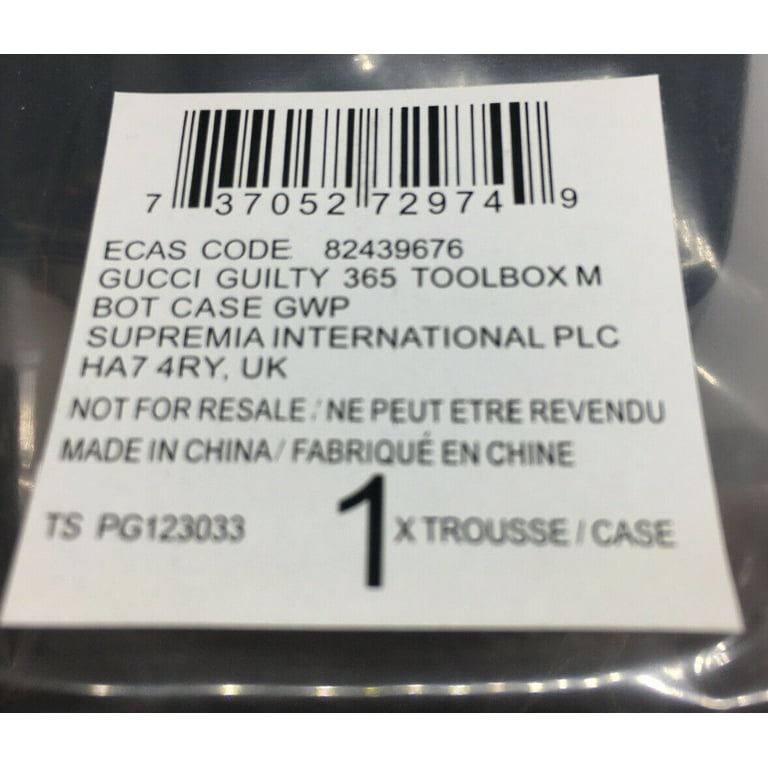 7 37052 72974 9
ECAS CODE 82439676
GUCCI GUILTY 365 TOOLBOX M
BOT CASE GWP
SUPREMIA INTERNATIONAL PLC
HA7 4RY, UK
NOT FOR RESALE / NE PEUT ETRE REVENDU
MADE IN CHINA / FABRIQUÉ EN CHINE
TS PG123033 1 X TROUSSE / CASE